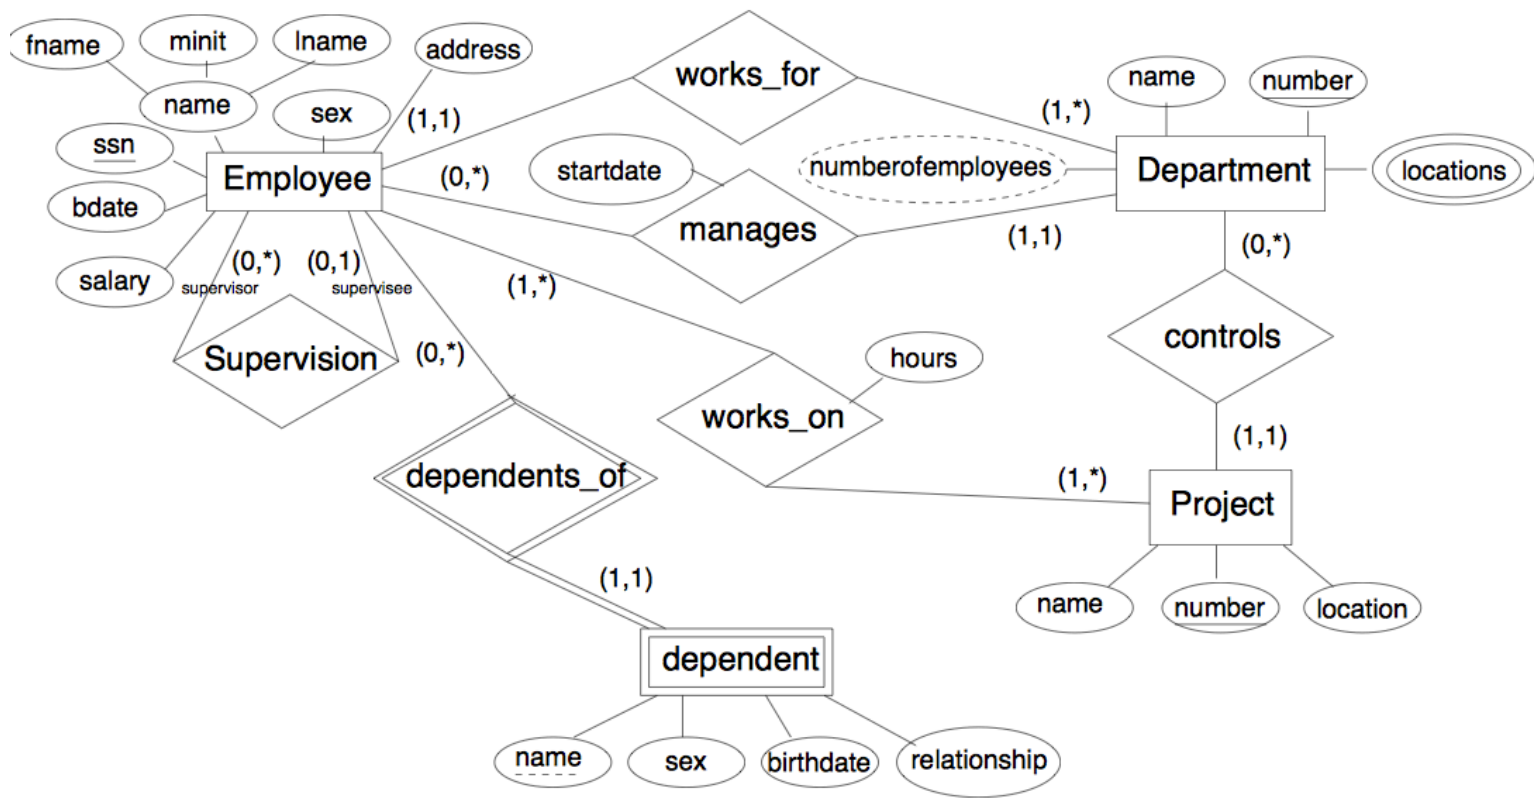 fname
minit
lname
address
works_for
name
number
name
sex
(1,1)
(1,*)
ssn
Employee
(0,*)
startdate
numberofemployees
Department
locations
bdate
manages
(1,1)
(0,*)
salary
(0,*)
(0,1)
supervisor
supervisee
(1,*)
Supervision
(0,*)
hours
controls
works_on
(1,1)
dependents_of
(1,*)
Project
(1,1)
name
number
location
dependent
name
sex
birthdate
relationship